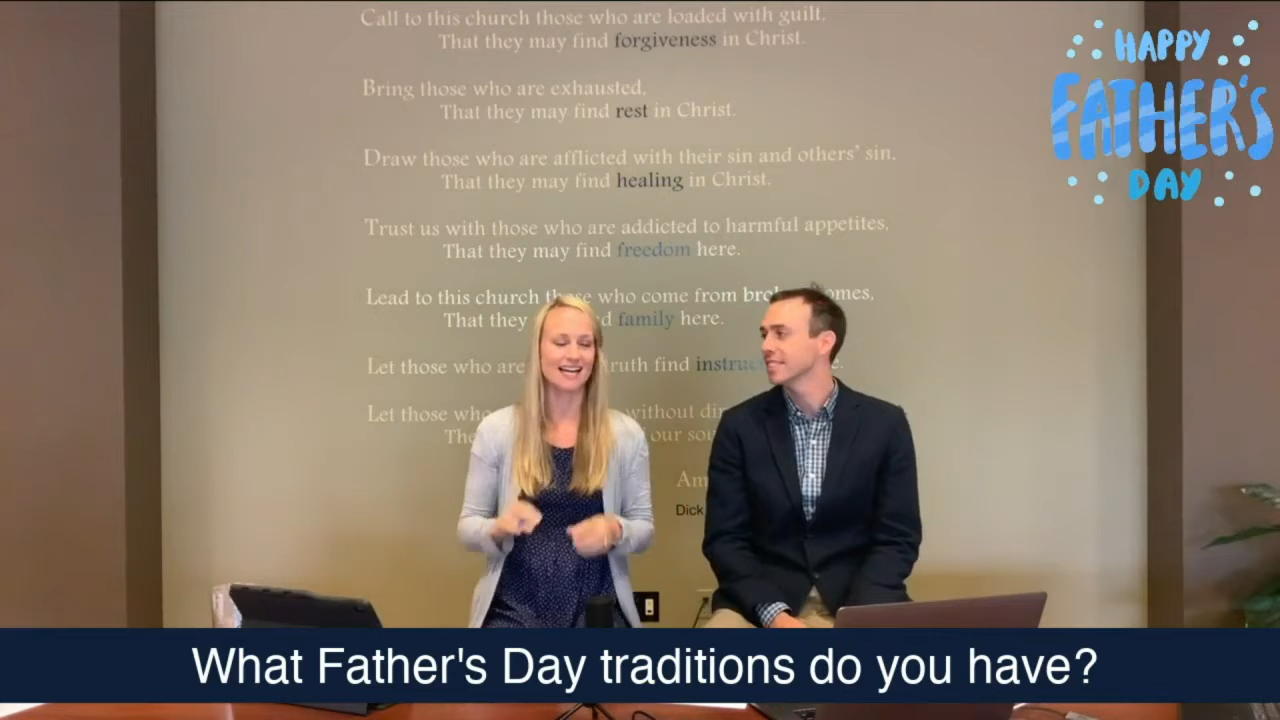 Call to this church those who are loaded with guilt.
That they may find forgiveness in Christ.
Bring those who are exhausted,
That they may find rest in Christ.
Draw those who are afflicted with their sin and others' sin,
That they may find healing in Christ.
Trust us with those who are addicted to harmful appetites,
That they may find freedom here.
Lead to this church those who come from
That they family here.
Let those who are find
Let those who without
our
Dick
HAPPY
FATHER'S
DAY
What Father's Day traditions do you have?